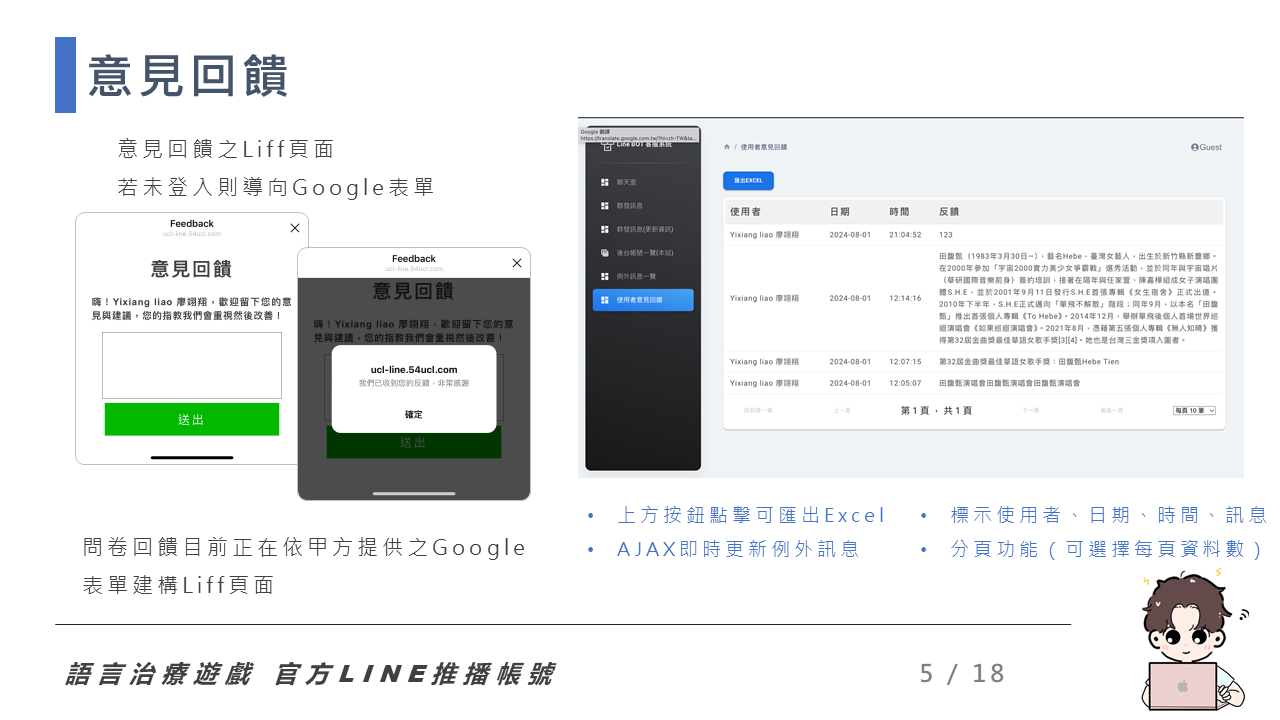 意見回饋
意見回饋之Liff頁面
若未登入則導向Google表單
Feedback
ucl-line.54ucl.com
意見回饋
嗨！Yixiang liao 廖翊翔，歡迎留下您的意
見與建議，您的指教我們會重視然後改善！
送出
Feedback
ucl-line.54ucl.com
意見回饋
嗨！Yixiang liao 廖翊翔，歡迎留下您的意
見與建議，您的指教我們會重視然後改善！
ucl-line.54ucl.com
我們已收到您的反饋，非常感謝
確定
送出
問卷回饋目前正在依甲方提供之Google
表單建構Liff頁面
Google 翻譯
https://translate.google.com.tw/?hl=zh-TW&ta...
Line BOT 客服系統
聊天室
群發訊息
群發訊息(更新資訊)
後台帳號一覽(本站)
例外訊息一覽
使用者意見回饋
/ 使用者意見回饋
Guest
匯出EXCEL
使用者 日期 時間 反饋
Yixiang liao 廖翊翔 2024-08-01 21:04:52 123
Yixiang liao 廖翊翔 2024-08-01 12:14:16
田馥甄（1983年3月30日—），藝名Hebe，臺灣女藝人，出生於新竹縣新豐鄉。
在2000年參加「宇宙2000實力美少女爭霸戰」選秀活動，並於同年與宇宙唱片
（華研國際音樂前身）簽約培訓，接著在隔年與任家萱、陳嘉樺組成女子演唱團
體S.H.E，並於2001年9月11日發行S.H.E首張專輯《女生宿舍》正式出道。
2010年下半年，S.H.E正式邁向「單飛不解散」階段；同年9月，以本名「田馥
甄」推出首張個人專輯《To Hebe》。2014年12月，舉辦單飛後個人首場世界巡
迴演唱會《如果巡迴演唱會》。2021年8月，憑藉第五張個人專輯《無人知曉》獲
得第32屆金曲獎最佳華語女歌手獎[3][4]。她也是台灣三金獎項入圍者。
Yixiang liao 廖翊翔 2024-08-01 12:07:15 第32屆金曲獎最佳華語女歌手獎：田馥甄Hebe Tien
Yixiang liao 廖翊翔 2024-08-01 12:05:07 田馥甄演唱會田馥甄演唱會田馥甄演唱會
回到第一頁 上一頁 第 1 頁 ，共 1 頁 下一頁 最後一頁 每頁 10 筆
• 上方按鈕點擊可匯出Excel
• AJAX即時更新例外訊息
• 標示使用者、日期、時間、訊息
• 分頁功能（可選擇每頁資料數）
語言治療遊戲 官方LINE推播帳號
5 / 18